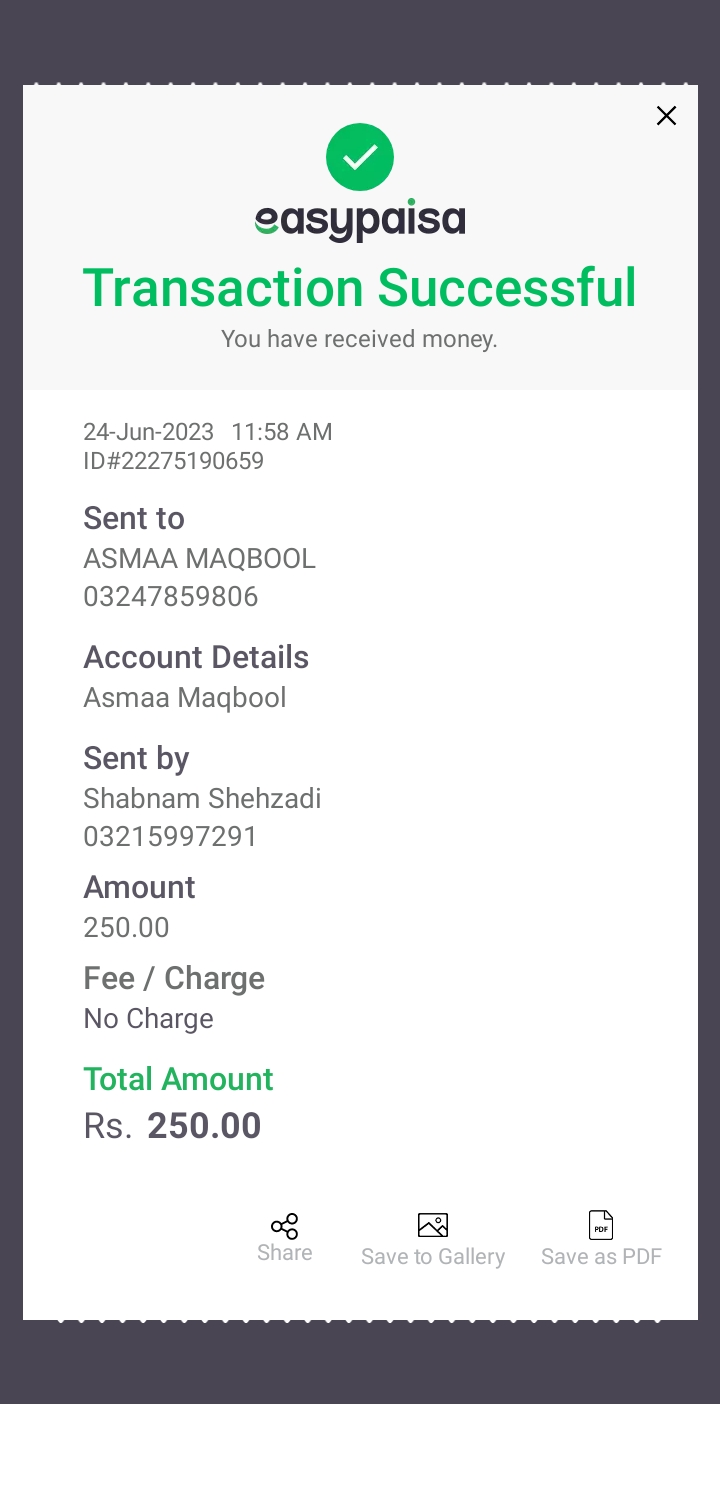 easypaisa
Transaction Successful
You have received money.
24-Jun-2023 11:58 AM
ID#22275190659
Sent to
ASMAA MAQBOOL
03247859806
Account Details
Asmaa Maqbool
Sent by
Shabnam Shehzadi
03215997291
Amount
250.00
Fee / Charge
No Charge
Total Amount
Rs. 250.00
PDF
Share
Save to Gallery
Save as PDF